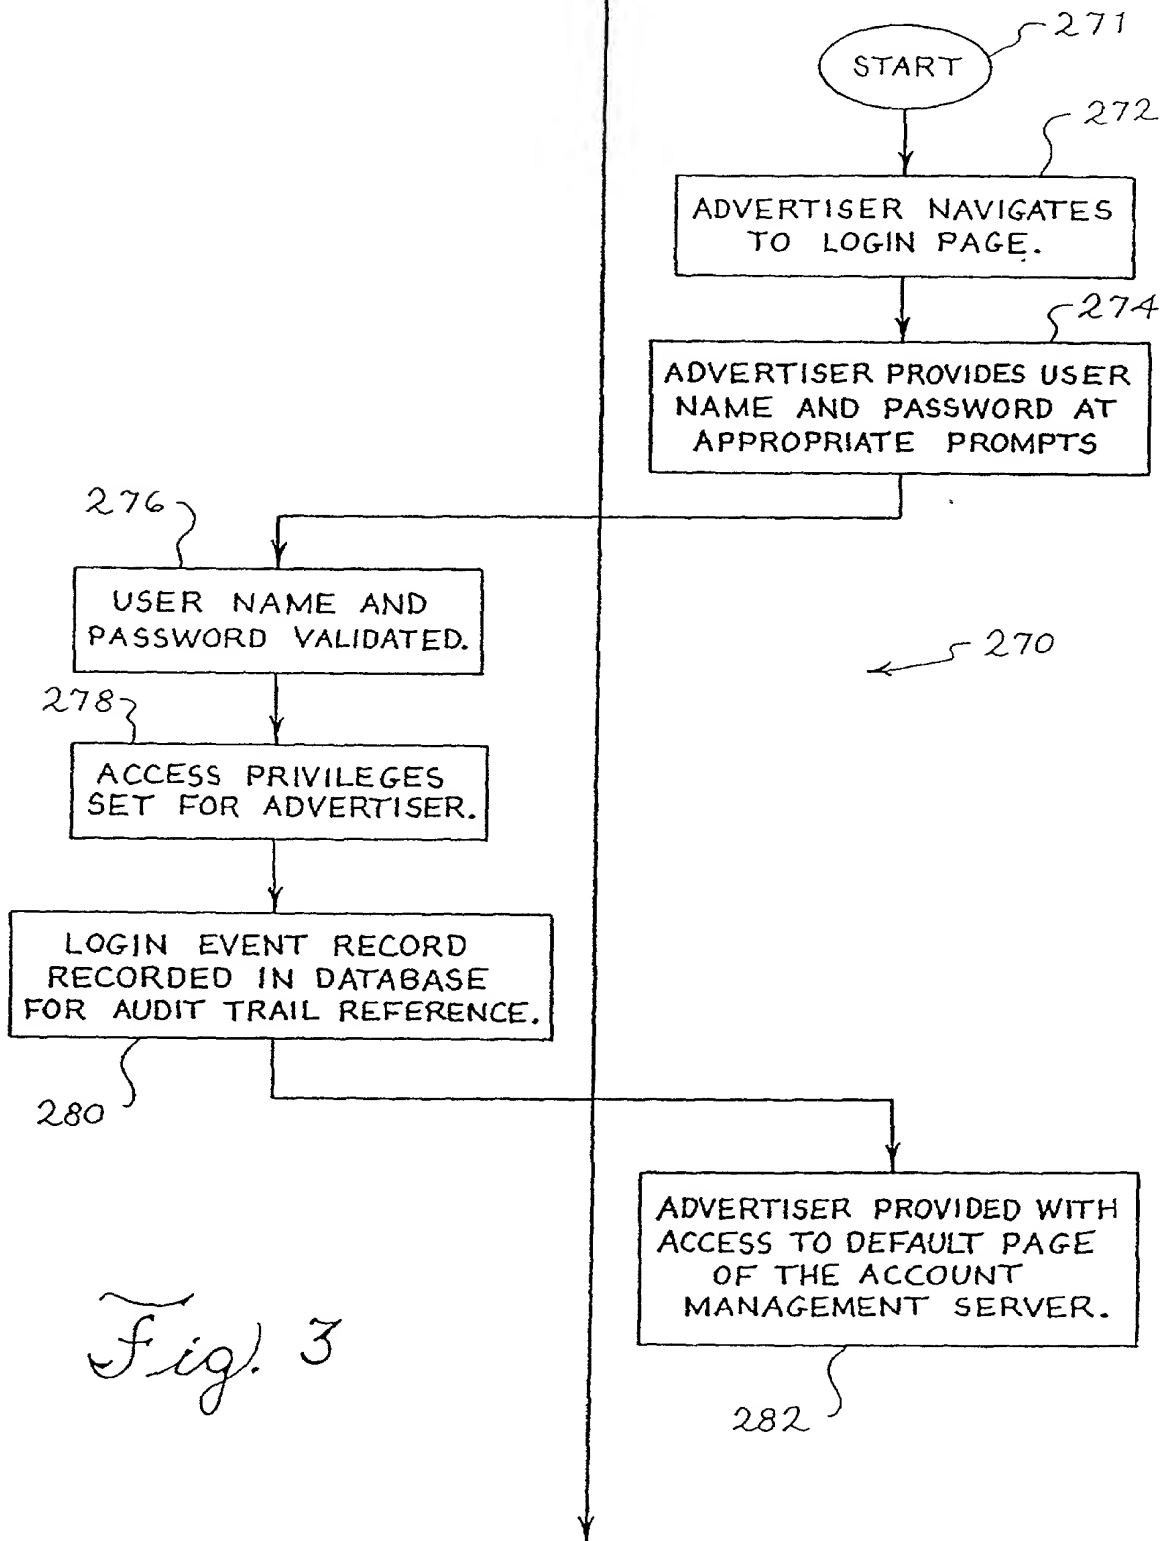 271
START
272
ADVERTISER NAVIGATES
TO LOGIN PAGE.
274
ADVERTISER PROVIDES USER
NAME AND PASSWORD AT
APPROPRIATE PROMPTS
276
USER NAME AND
PASSWORD VALIDATED.
270
278
ACCESS PRIVILEGES
SET FOR ADVERTISER.
LOGIN EVENT RECORD
RECORDED IN DATABASE
FOR AUDIT TRAIL REFERENCE.
280
ADVERTISER PROVIDED WITH
ACCESS TO DEFAULT PAGE
OF THE ACCOUNT
MANAGEMENT SERVER.
282
Fig. 3